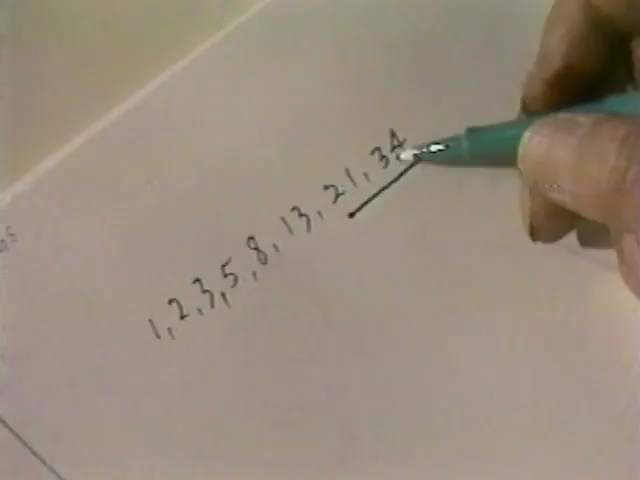 1, 2, 3, 5, 8, 13, 21, 34